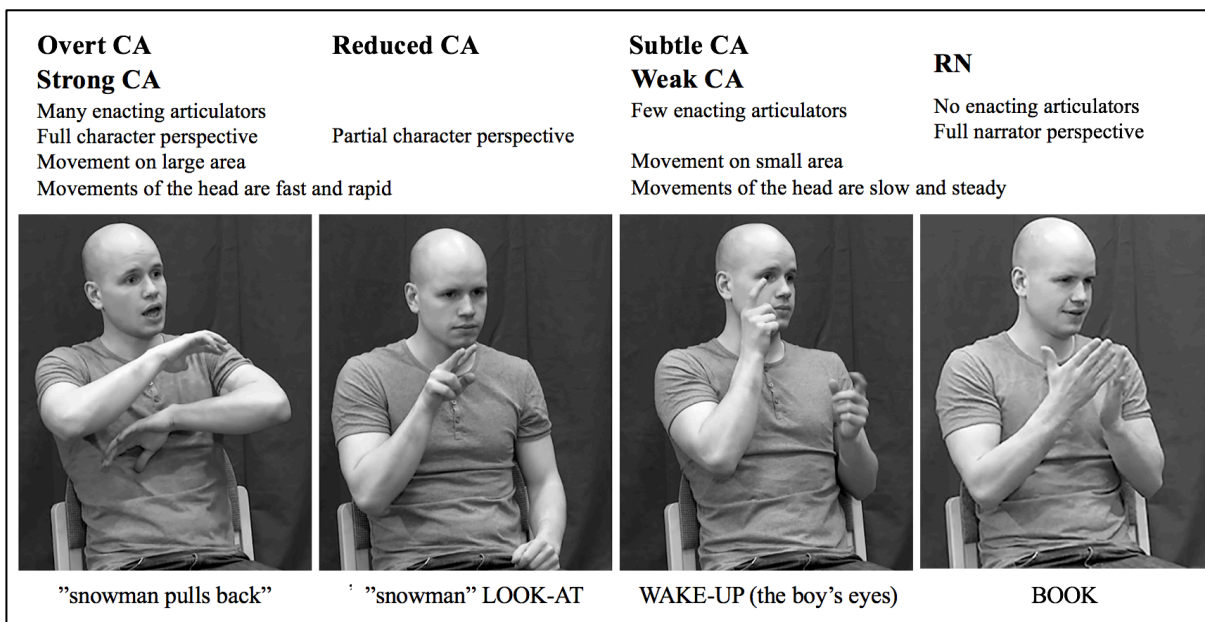 Overt CA
Strong CA
Many enacting articulators
Full character perspective
Movement on large area
Movements of the head are fast and rapid
Reduced CA
Partial character perspective
Subtle CA
Weak CA
Few enacting articulators
Movement on small area
Movements of the head are slow and steady
RN
No enacting articulators
Full narrator perspective
”snowman pulls back”
”snowman” LOOK-AT
WAKE-UP (the boy’s eyes)
BOOK